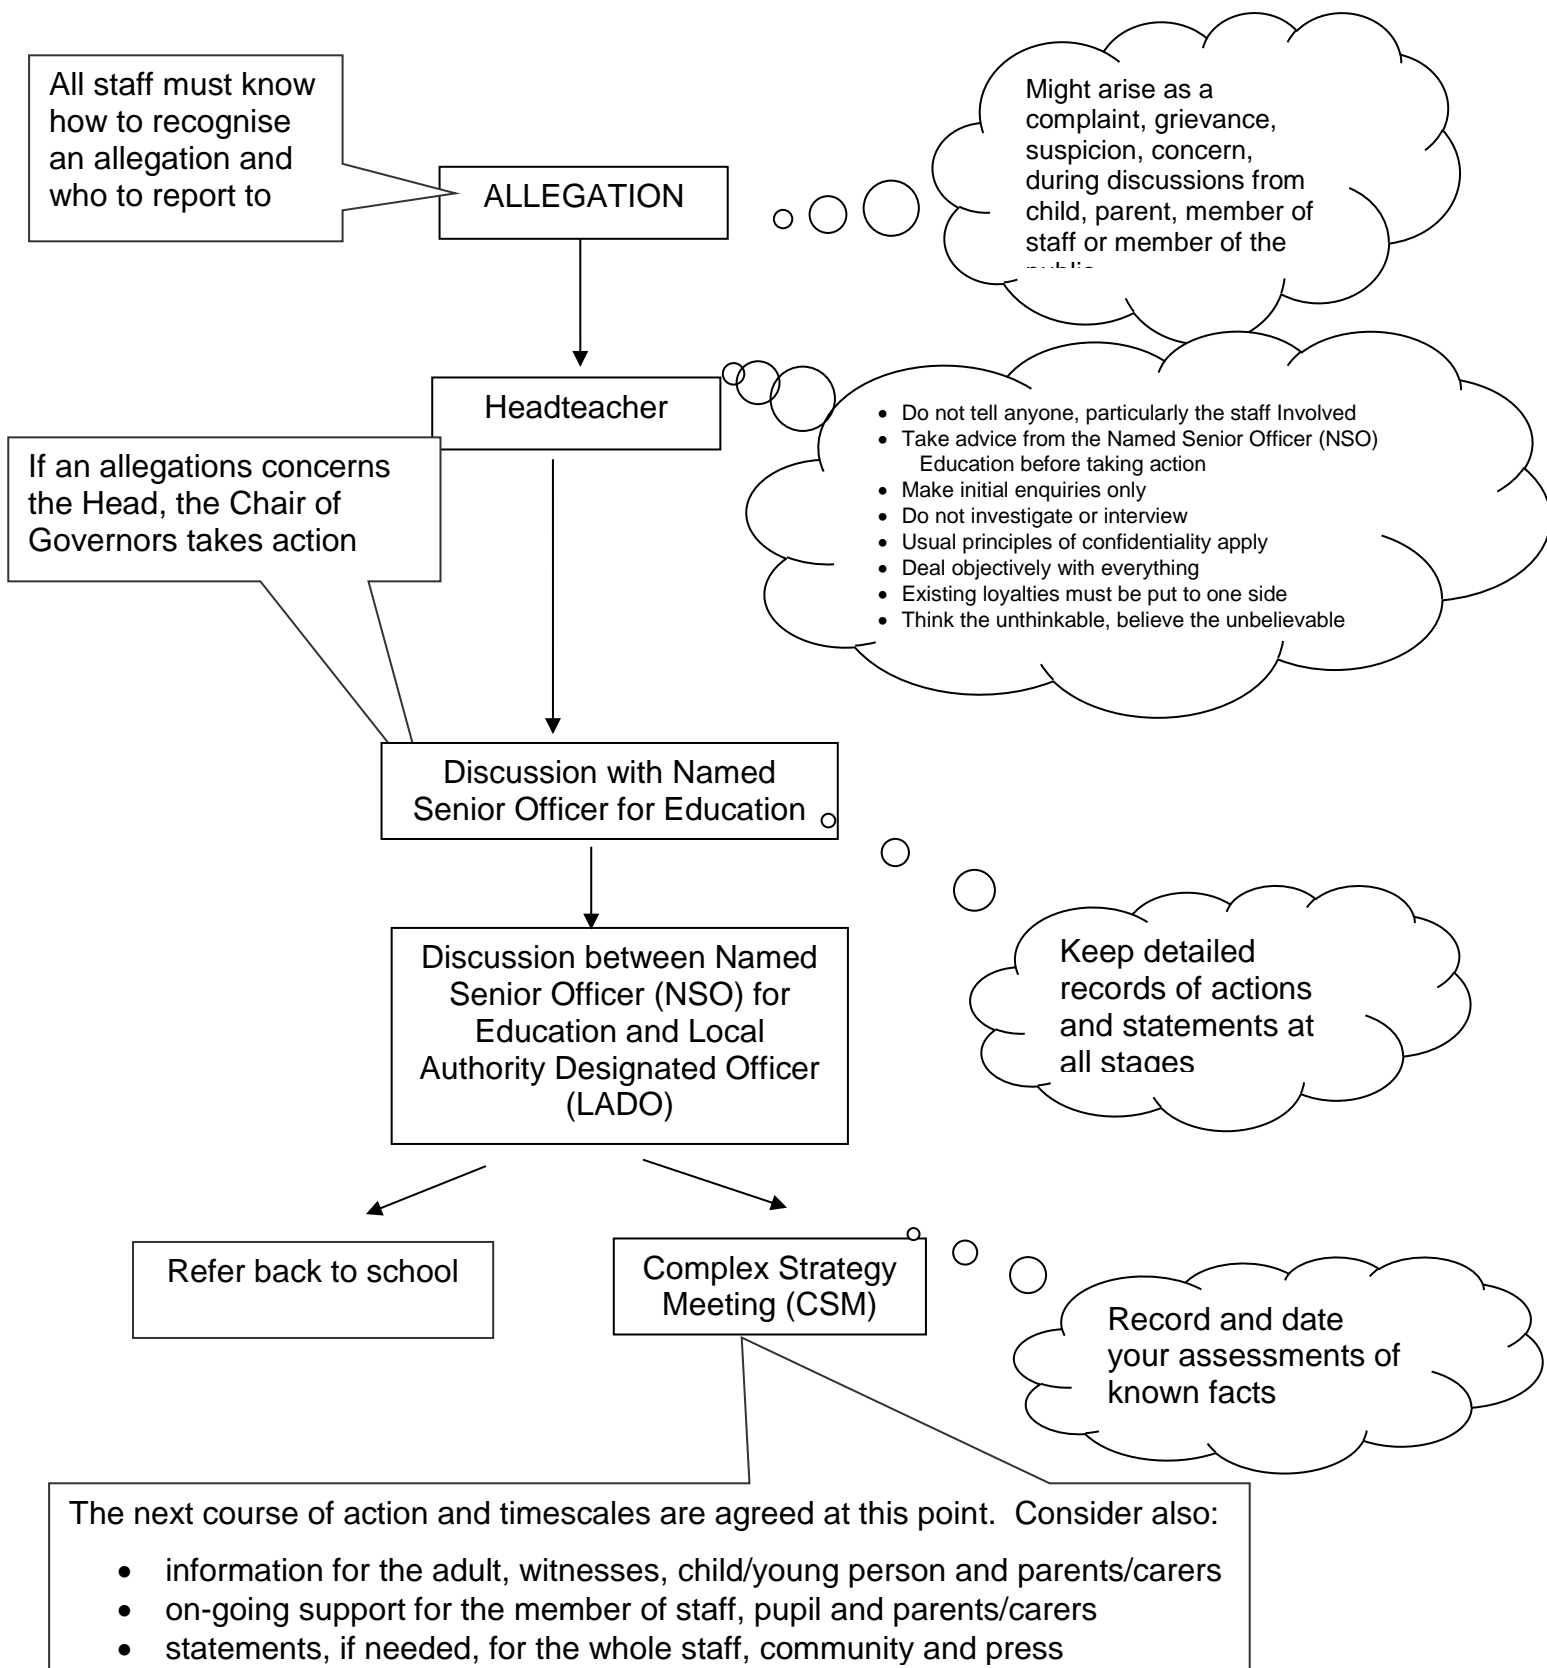 All staff must know
how to recognise
an allegation and
who to report to
ALLEGATION
Might arise as a
complaint, grievance,
suspicion, concern,
during discussions from
child, parent, member of
staff or member of the
Headteacher
• Do not tell anyone, particularly the staff Involved
• Take advice from the Named Senior Officer (NSO)
Education before taking action
• Make initial enquiries only
• Do not investigate or interview
• Usual principles of confidentiality apply
• Deal objectively with everything
• Existing loyalties must be put to one side
• Think the unthinkable, believe the unbelievable
If an allegations concerns
the Head, the Chair of
Governors takes action
Discussion with Named
Senior Officer for Education
Discussion between Named
Senior Officer (NSO) for
Education and Local
Authority Designated Officer
(LADO)
Keep detailed
records of actions
and statements at
all stages
Refer back to school
Complex Strategy
Meeting (CSM)
Record and date
your assessments of
known facts
The next course of action and timescales are agreed at this point. Consider also:
• information for the adult, witnesses, child/young person and parents/carers
• on-going support for the member of staff, pupil and parents/carers
• statements, if needed, for the whole staff, community and press